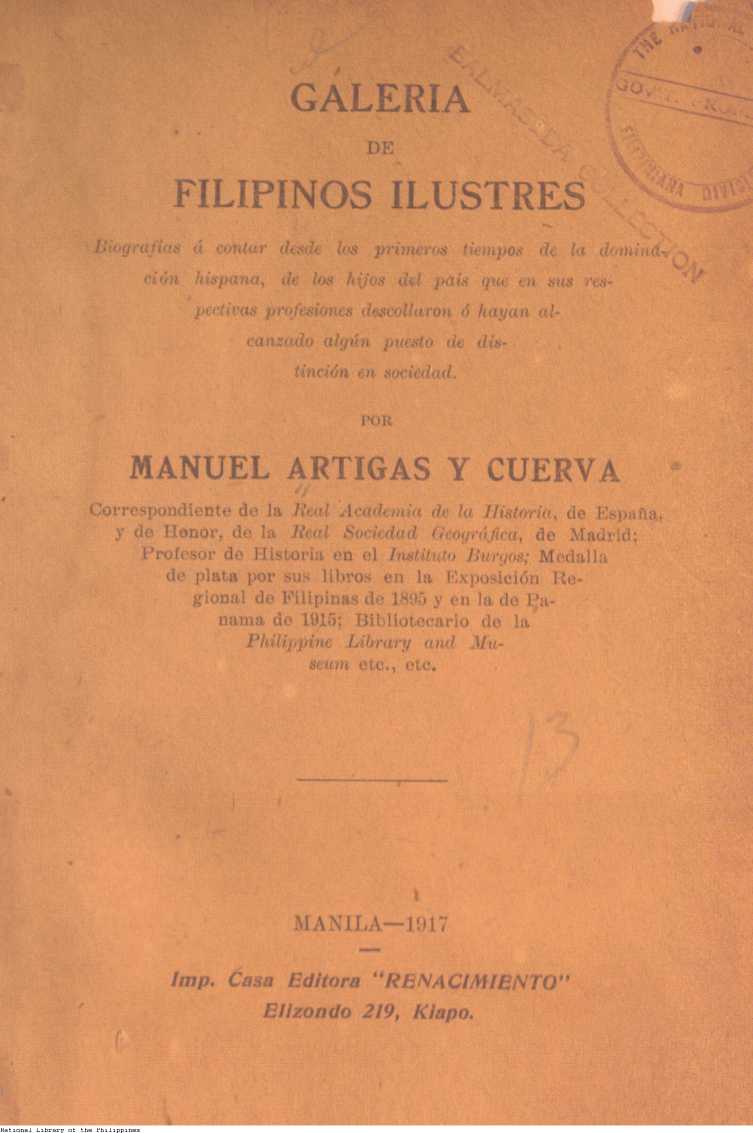 GALERIA
DE
FILIPINOS ILUSTRES
Biografías á contar desde los primeros tiempos de la domina-
ción hispana, de los hijos del país que en sus res-
pectivas profesiones descollaron ó hayan al-
canzado algún puesto de dis-
tinción en sociedad.
POR
MANUEL ARTIGAS Y CUERVA
Correspondiente de la Real Academia de la Historia, de España,
y de Honor, de la Real Sociedad Geográfica, de Madrid;
Profesor de Historia en el Instituto Burgos; Medalla
de plata por sus libros en la Exposición Re-
gional de Filipinas de 1895 y en la de Pa-
nama de 1915; Bibliotecario de la
Philippine Library and Mu-
seum etc., etc.
13
MANILA—1917
Imp. Casa Editora "RENACIMIENTO"
Elizondo 219, Kiapo.
THE NATIONAL
FILIPINIANA DIVISI
COLLECTION
National Library of the Philippines